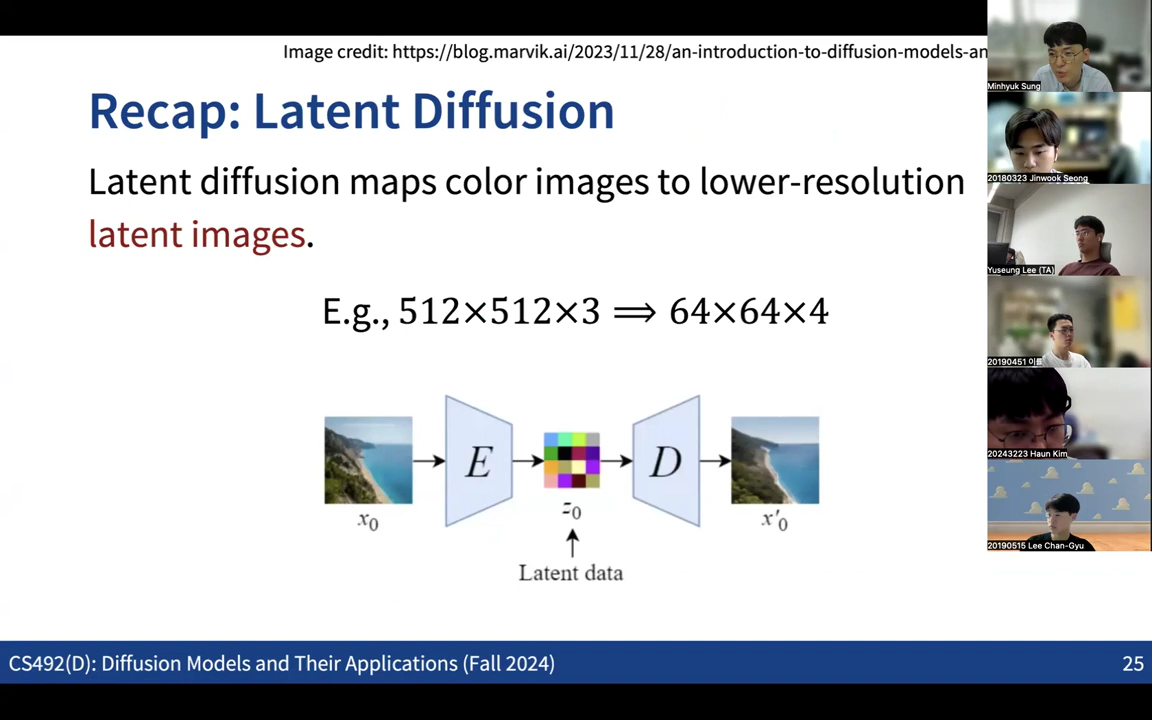 Image credit: https://blog.marvik.ai/2023/11/28/an-introduction-to-diffusion-models-an
Recap: Latent Diffusion
Latent diffusion maps color images to lower-resolution
latent images.
E.g., 512×512×3 ⟹ 64×64×4
E
D
x₀
z₀
x'₀
Latent data
CS492(D): Diffusion Models and Their Applications (Fall 2024)
25
Minhyuk Sung
20180323 Jinwook Seong
Yuseung Lee (TA)
20190451 이름
20243223 Haun Kim
20190515 Lee Chan-Gyu